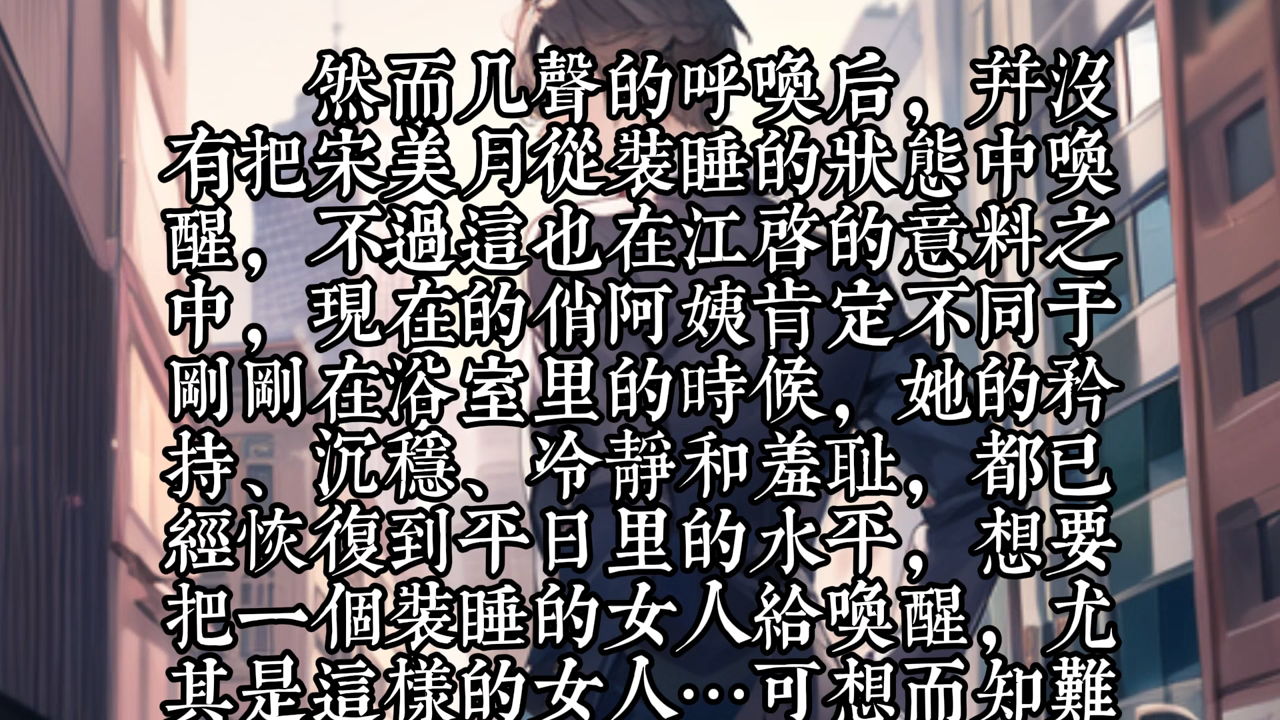 然而几聲的呼喚后，并沒
有把宋美月從裝睡的狀態中喚
醒，不過這也在江啓的意料之
中，現在的俏阿姨肯定不同于
剛剛在浴室里的時候，她的矜
持、沉穩、冷靜和羞耻，都已
經恢復到平日里的水平，想要
把一個裝睡的女人給喚醒，尤
其是這樣的女人…可想而知難